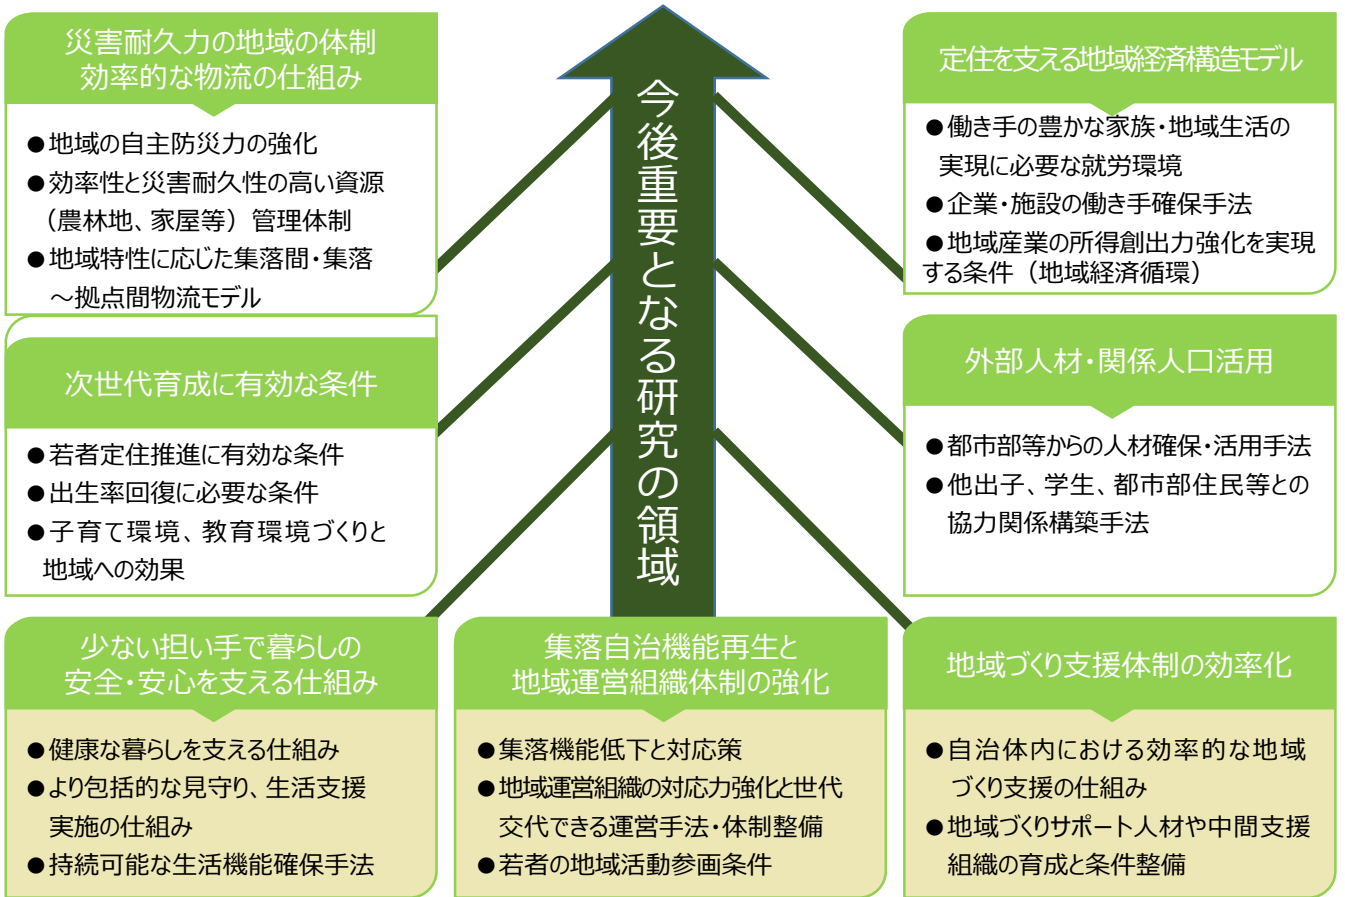 災害耐久力の地域の体制
効率的な物流の仕組み
●地域の自主防災力の強化
●効率性と災害耐久性の高い資源
（農林地、家屋等）管理体制
●地域特性に応じた集落間・集落
～拠点間物流モデル
次世代育成に有効な条件
●若者定住推進に有効な条件
●出生率回復に必要な条件
●子育て環境、教育環境づくりと
地域への効果
少ない担い手で暮らしの
安全・安心を支える仕組み
●健康な暮らしを支える仕組み
●より包括的な見守り、生活支援
実施の仕組み
●持続可能な生活機能確保手法
今後重要となる研究の領域
集落自治機能再生と
地域運営組織体制の強化
●集落機能低下と対応策
●地域運営組織の対応力強化と世代
交代できる運営手法・体制整備
●若者の地域活動参画条件
定住を支える地域経済構造モデル
●働き手の豊かな家族・地域生活の
実現に必要な就労環境
●企業・施設の働き手確保手法
●地域産業の所得創出力強化を実現
する条件（地域経済循環）
外部人材・関係人口活用
●都市部等からの人材確保・活用手法
●他出子、学生、都市部住民等との
協力関係構築手法
地域づくり支援体制の効率化
●自治体内における効率的な地域
づくり支援の仕組み
●地域づくりサポート人材や中間支援
組織の育成と条件整備